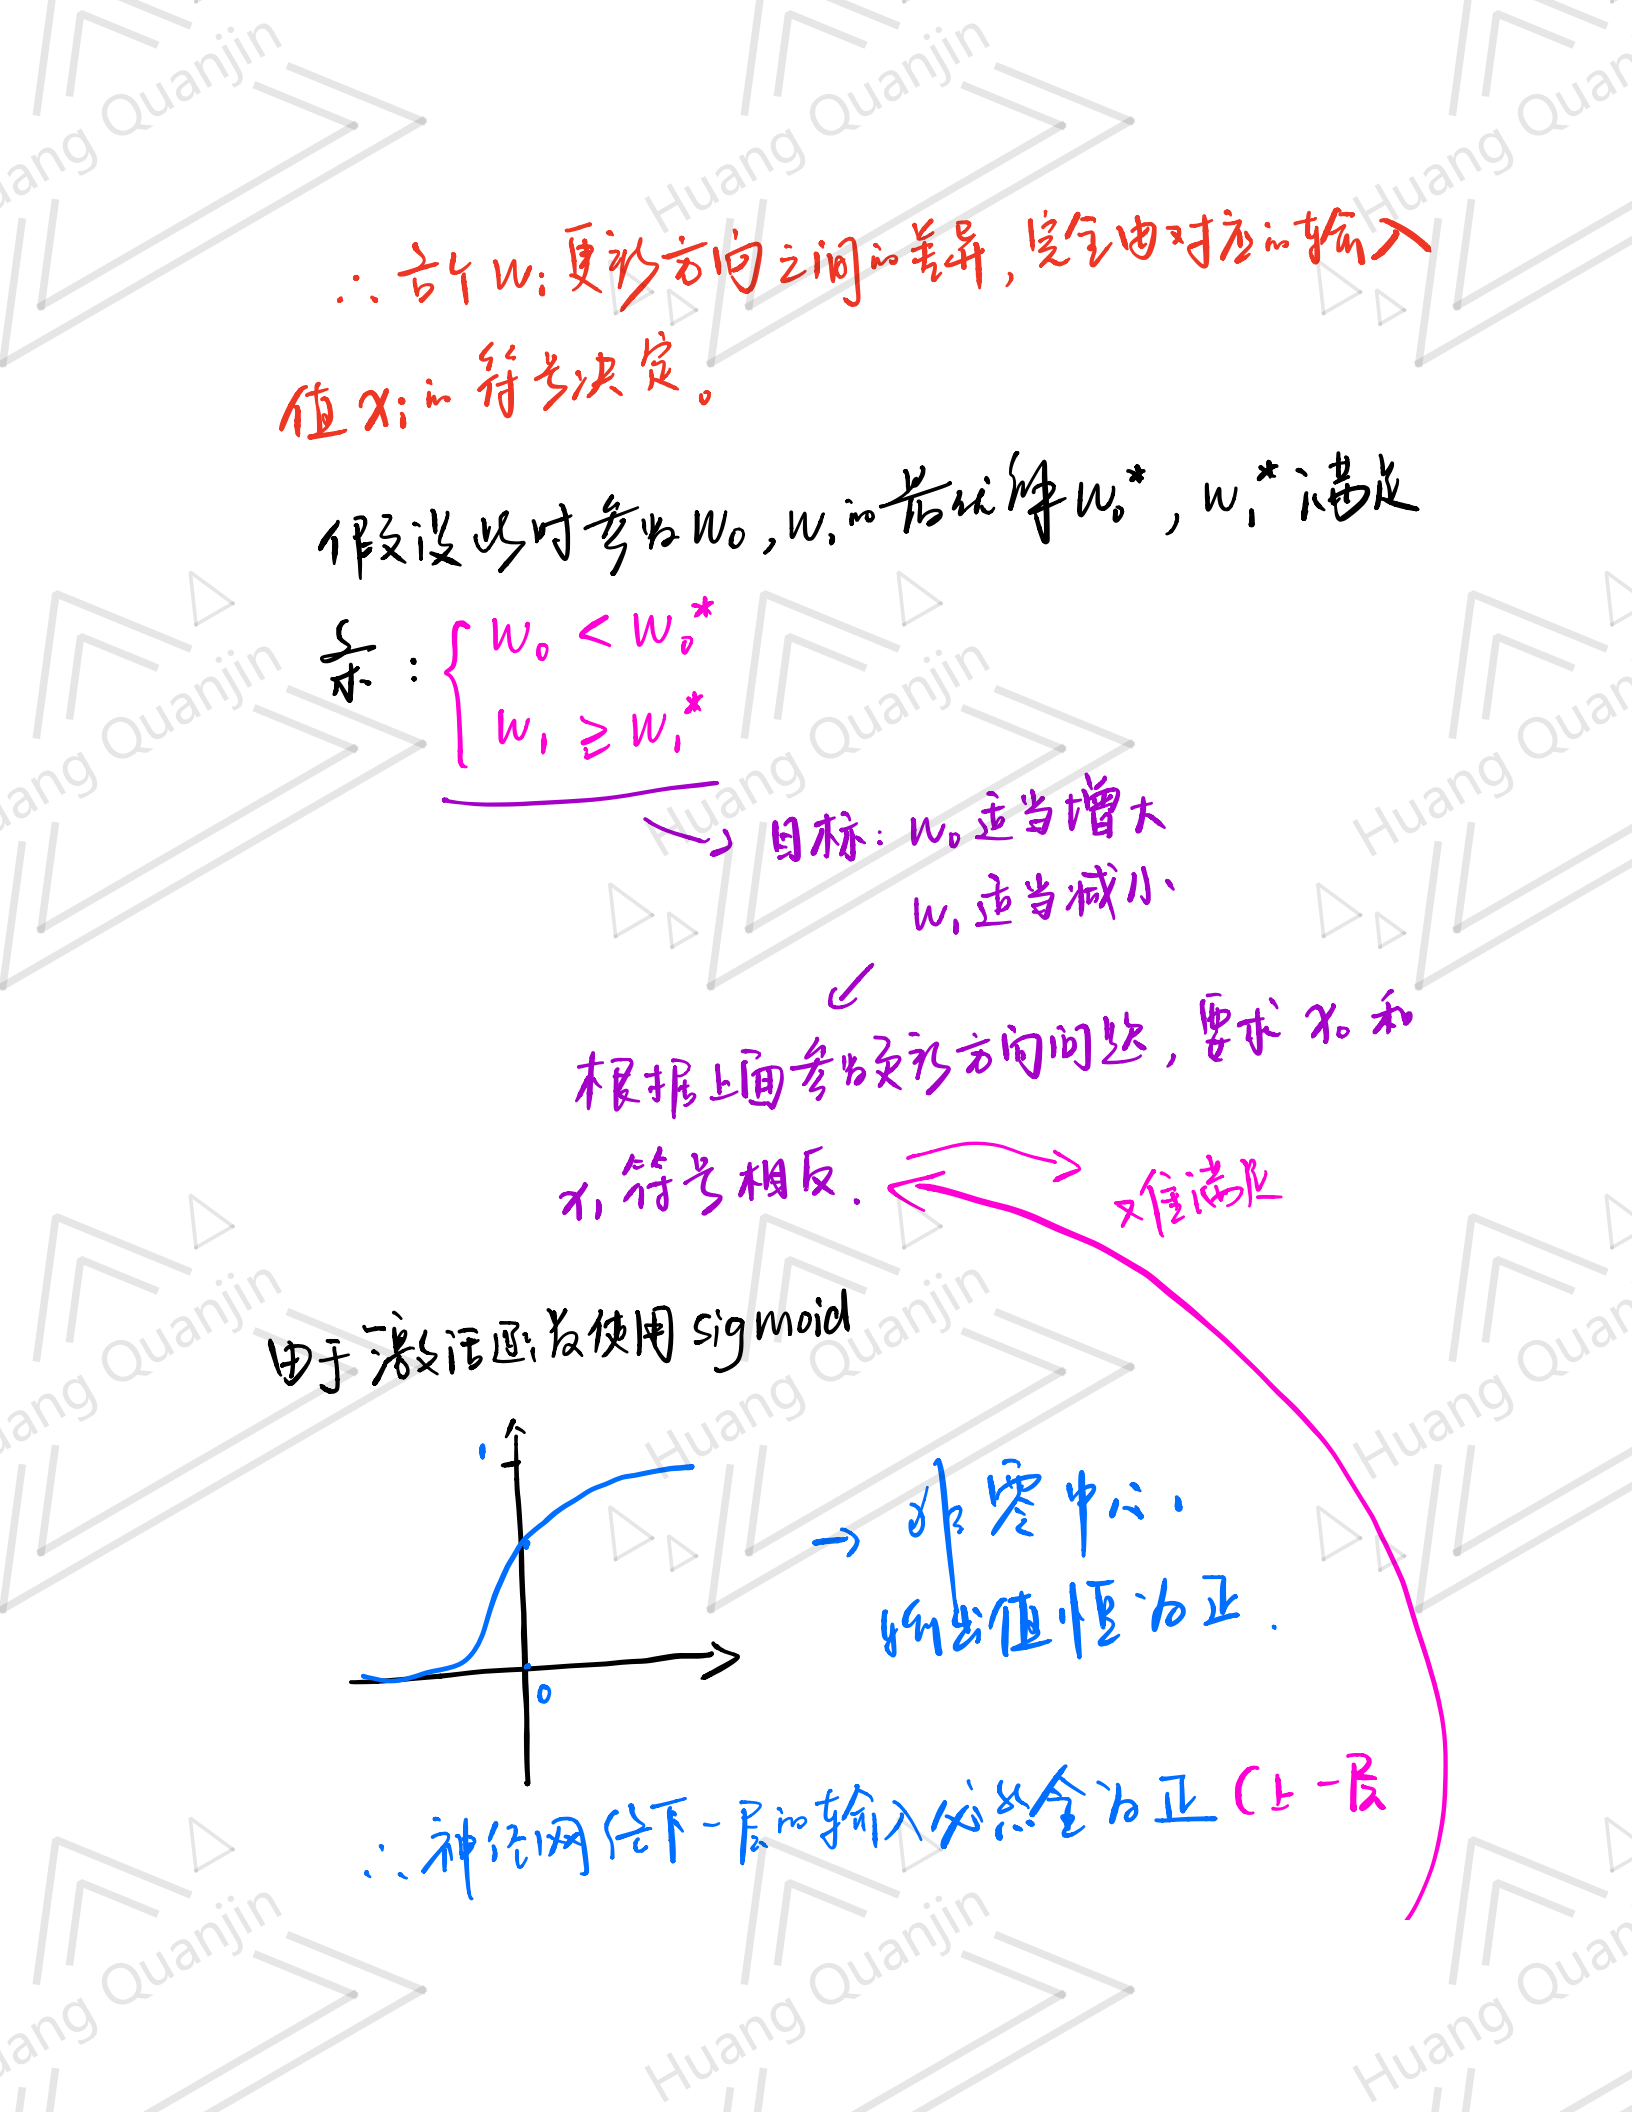 ∴ 各个 w_i 更新方向之间的差异, 完全由对应的输入
值 x_i 的符号决定。
假设此时参数 w_0, w_1 的最优解 w_0^*, w_1^* 满足
条: { w_0 < w_0^*
w_1 ≥ w_1^*
→ 目标: w_0 适当增大
w_1 适当减小
↙
根据上面参数更新方向问题, 要求 x_0 和
x_1 符号相反.
难满足
由于激活函数使用 sigmoid
1
→ 非零中心.
输出值恒为正.
0
∴ 神经网络下一层的输入必然全为正 (上一层
Huang Quanjin